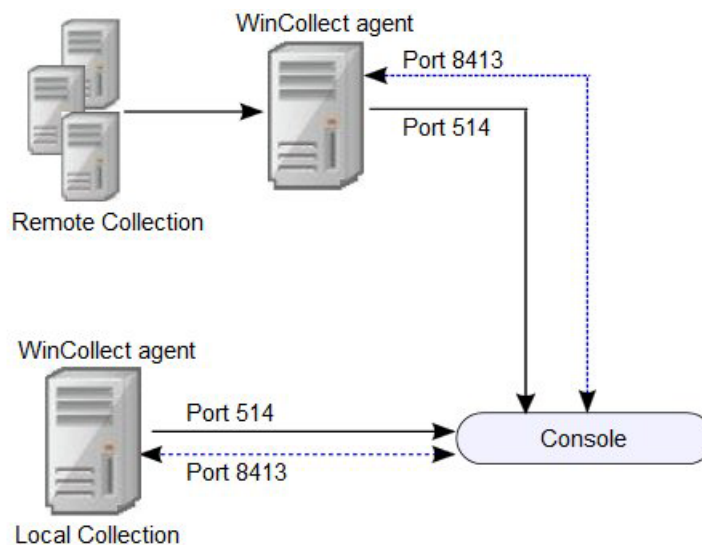 WinCollect agent
Port 8413
Port 514
Remote Collection
WinCollect agent
Port 514
Console
Port 8413
Local Collection